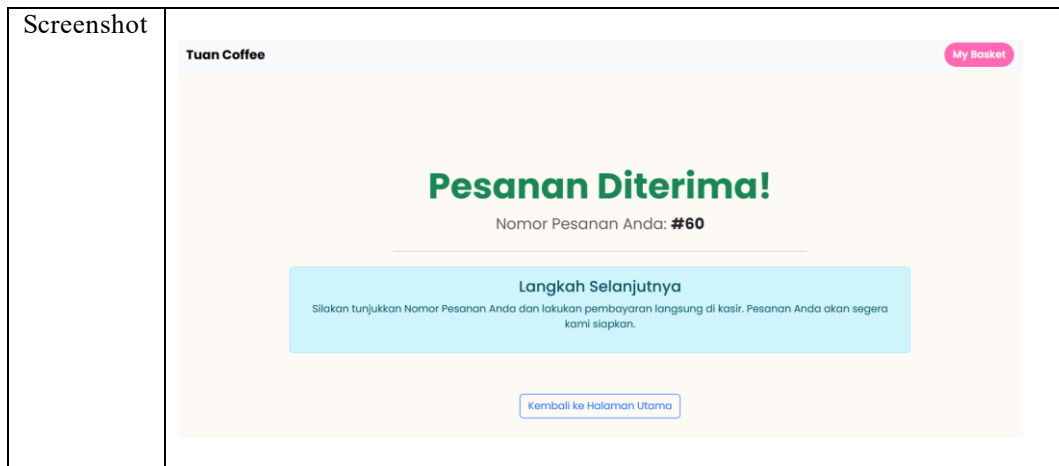 Screenshot
Tuan Coffee
My Basket
Pesanan Diterima!
Nomor Pesanan Anda: #60
Langkah Selanjutnya
Silakan tunjukkan Nomor Pesanan Anda dan lakukan pembayaran langsung di kasir. Pesanan Anda akan segera
kami siapkan.
Kembali ke Halaman Utama